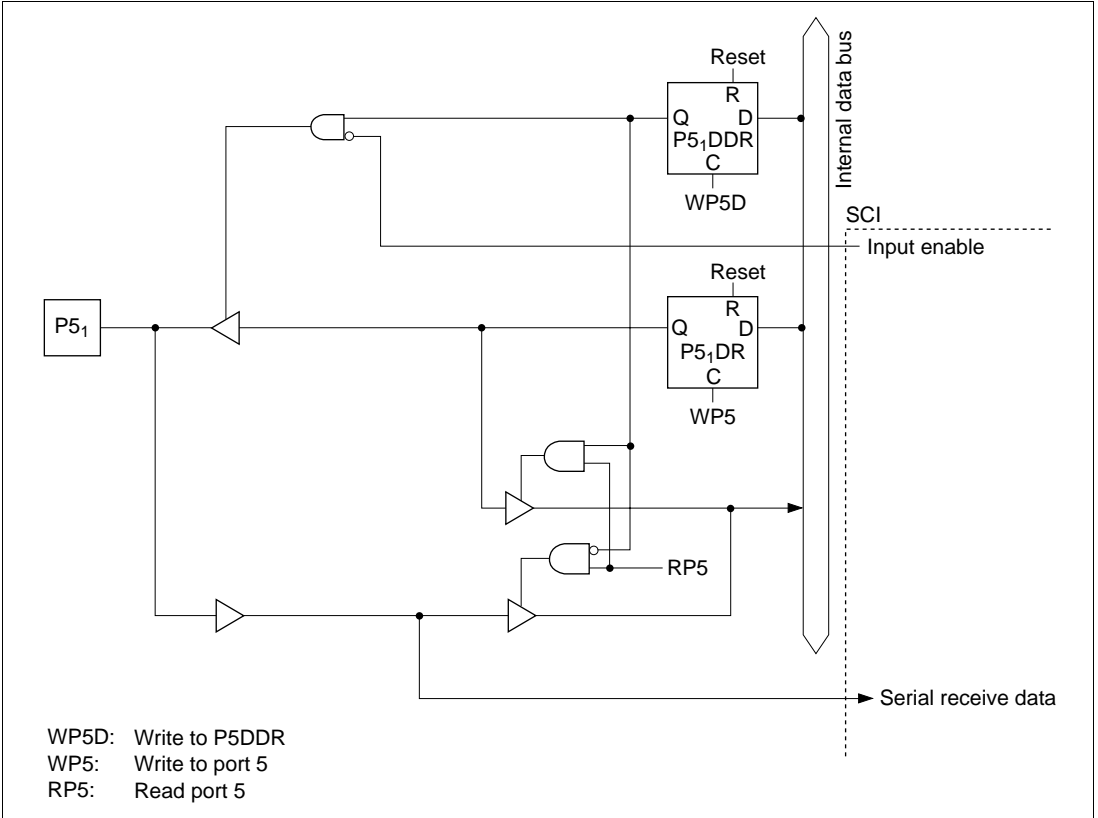 Reset
R
Q D
P5₁DDR
C
WP5D
Internal data bus
SCI
Input enable
Reset
R
Q D
P5₁DR
C
WP5
P5₁
RP5
Serial receive data
WP5D: Write to P5DDR
WP5: Write to port 5
RP5: Read port 5